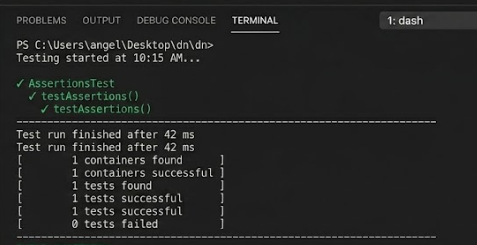 PROBLEMS OUTPUT DEBUG CONSOLE TERMINAL 1: dash
PS C:\Users\angel\Desktop\dn\dn>
Testing started at 10:15 AM...
✓ AssertionsTest
✓ testAssertions()
✓ testAssertions()
------------------------------------------------------------
Test run finished after 42 ms
Test run finished after 42 ms
[ 1 containers found ]
[ 1 containers successful ]
[ 1 tests found ]
[ 1 tests successful ]
[ 1 tests successful ]
[ 0 tests failed ]
------------------------------------------------------------